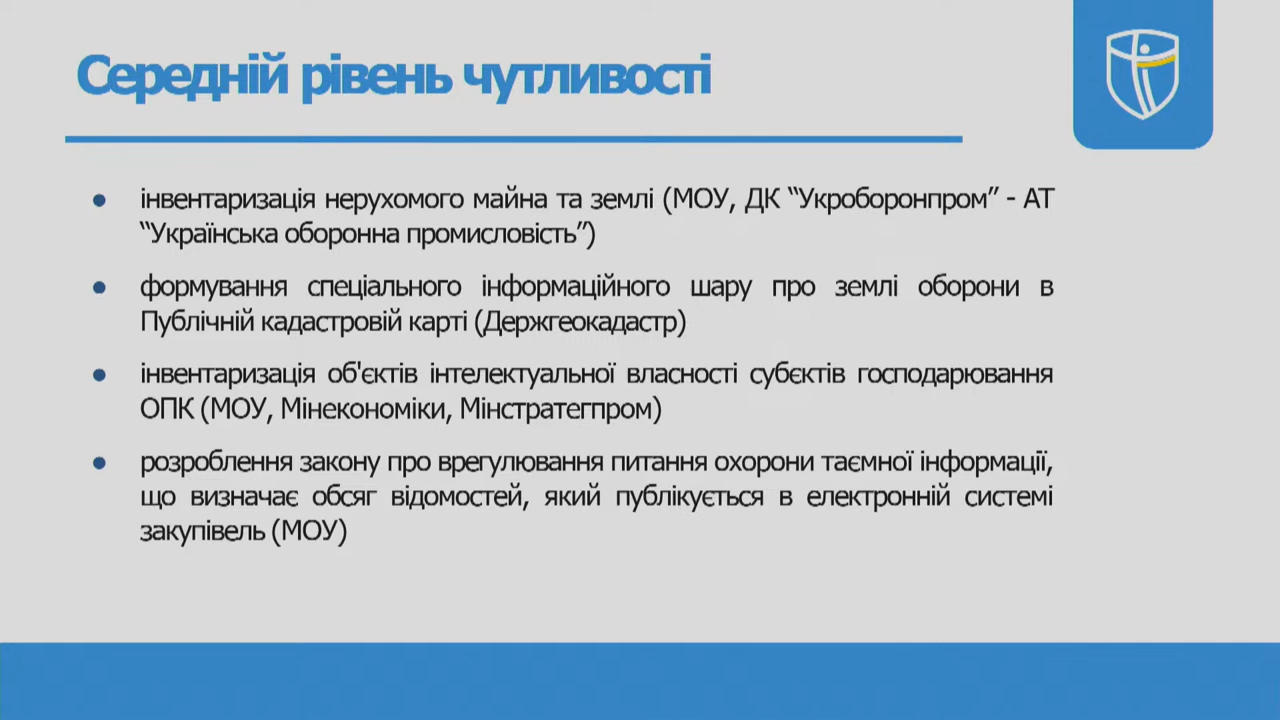 Середній рівень чутливості
● інвентаризація нерухомого майна та землі (МОУ, ДК “Укроборонпром” - АТ
“Українська оборонна промисловість”)
● формування спеціального інформаційного шару про землі оборони в
Публічній кадастровій карті (Держгеокадастр)
● інвентаризація об'єктів інтелектуальної власності субєктів господарювання
ОПК (МОУ, Мінекономіки, Мінстратегпром)
● розроблення закону про врегулювання питання охорони таємної інформації,
що визначає обсяг відомостей, який публікується в електронній системі
закупівель (МОУ)